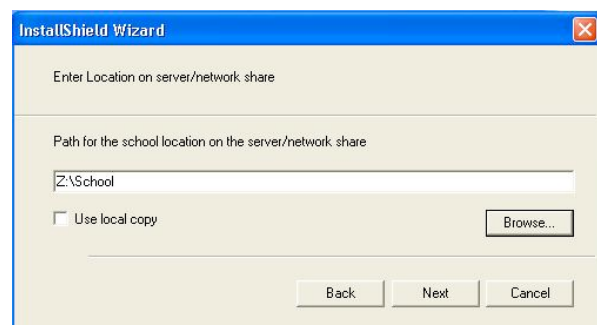 InstallShield Wizard
Enter Location on server/network share
Path for the school location on the server/network share
Z:\School
Use local copy
Browse...
Back Next Cancel